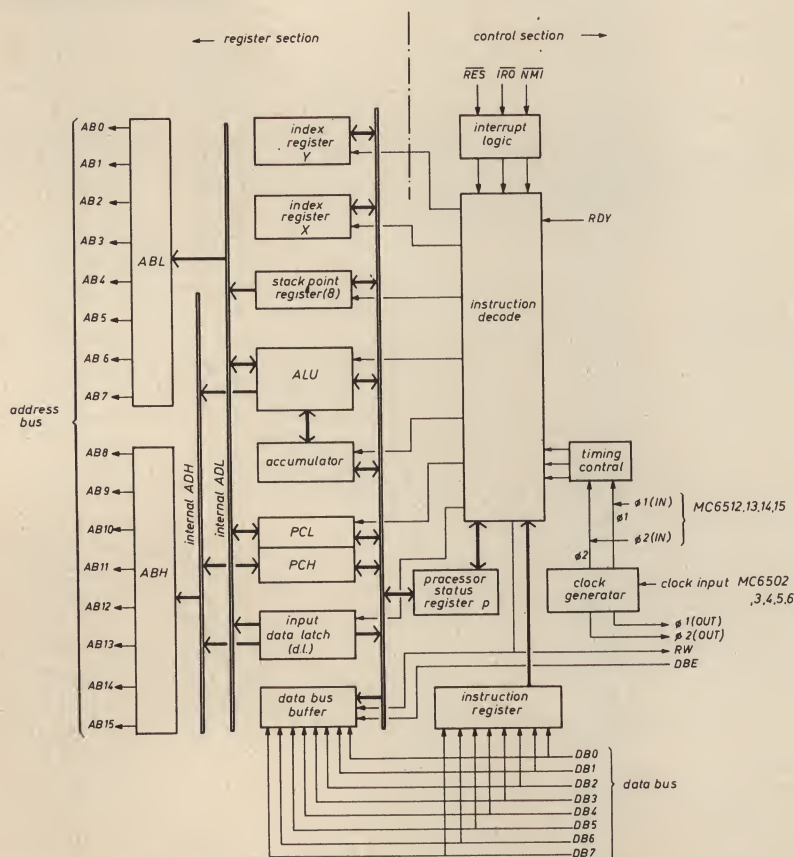 ← register section
control section →
RES IRQ NMI
interrupt
logic
index
register
Y
index
register
X
stack point
register(8)
ALU
accumulator
PCL
PCH
input
data latch
(d.l.)
data bus
buffer
instruction
decode
RDY
timing
control
ø1(IN)
ø1
ø2(IN)
ø2
MC6512,13,14,15
clock
generator
clock input MC6502
,3,4,5,6
ø1(OUT)
ø2(OUT)
RW
DBE
processor
status
register p
instruction
register
address
bus
AB0
AB1
AB2
AB3
AB4
AB5
AB6
AB7
AB8
AB9
AB10
AB11
AB12
AB13
AB14
AB15
ABL
ABH
internal ADH
internal ADL
DB0
DB1
DB2
DB3
DB4
DB5
DB6
DB7
data bus